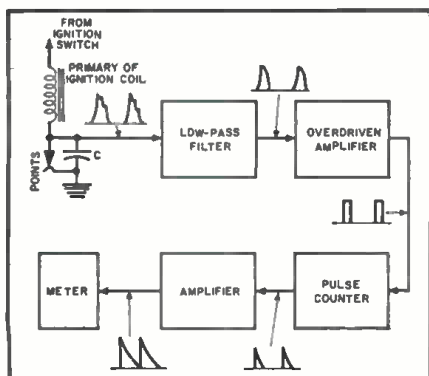 FROM
IGNITION
SWITCH
PRIMARY OF
IGNITION COIL
POINTS
C
LOW-PASS
FILTER
OVERDRIVEN
AMPLIFIER
METER
AMPLIFIER
PULSE
COUNTER